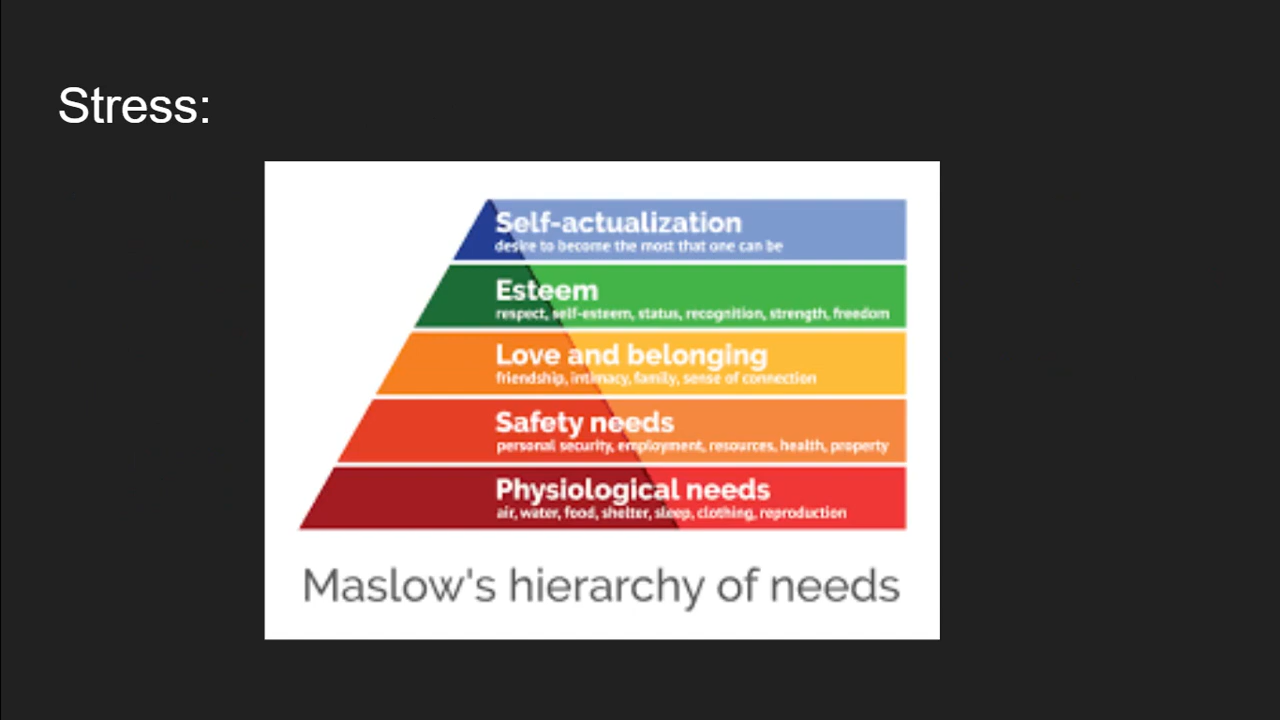 Stress:
Self-actualization
desire to become the most that one can be
Esteem
respect, self-esteem, status, recognition, strength, freedom
Love and belonging
friendship, intimacy, family, sense of connection
Safety needs
personal security, employment, resources, health, property
Physiological needs
air, water, food, shelter, sleep, clothing, reproduction
Maslow's hierarchy of needs